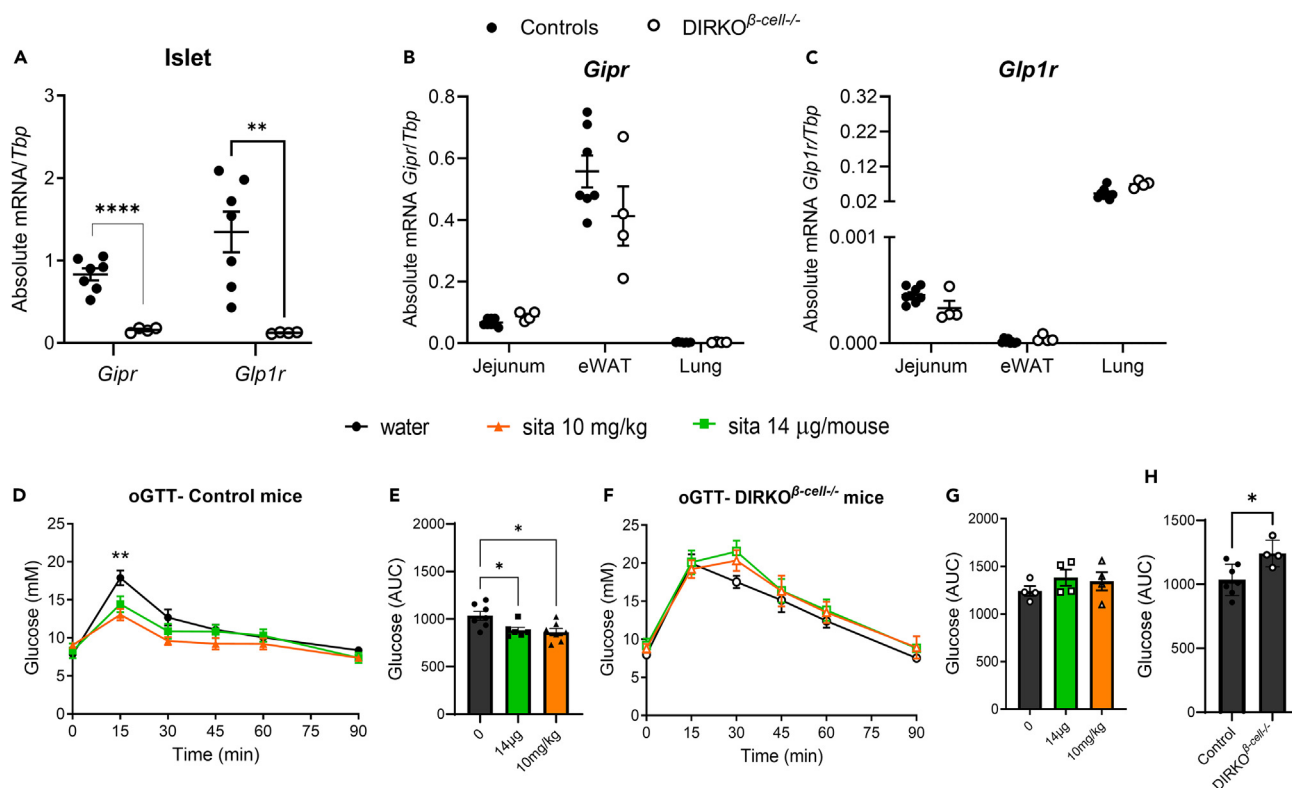 Controls DIRKOβ-cell-/-
A
Islet
Absolute mRNA/Tbp
3
2
1
0
****
**
Gipr Glp1r
B
Gipr
Absolute mRNA Gipr/Tbp
0.8
0.6
0.4
0.2
0.0
Jejunum eWAT Lung
C
Glp1r
Absolute mRNA Glp1r/Tbp
0.32
0.22
0.12
0.02
0.001
0.000
Jejunum eWAT Lung
water sita 10 mg/kg sita 14 μg/mouse
D
oGTT- Control mice
Glucose (mM)
25
20
15
10
5
0
**
0 15 30 45 60 75 90
Time (min)
E
Glucose (AUC)
2000
1500
1000
500
0
*
*
0
14μg
10mg/kg
F
oGTT- DIRKOβ-cell-/- mice
Glucose (mM)
25
20
15
10
5
0
0 15 30 45 60 75 90
Time (min)
G
Glucose (AUC)
2000
1500
1000
500
0
0
14μg
10mg/kg
H
Glucose (AUC)
1500
1000
500
0
*
Control
DIRKOβ-cell-/-